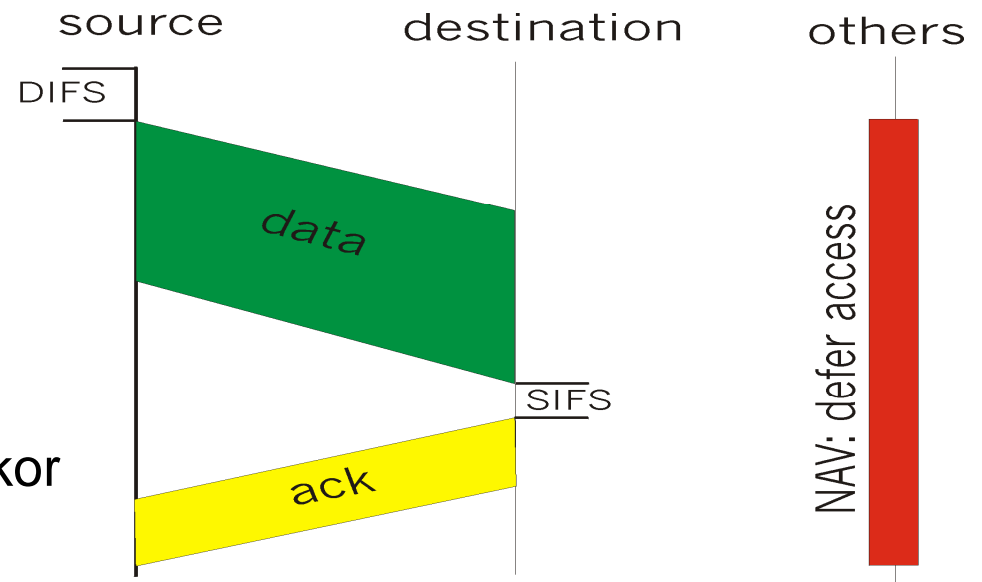 source
destination
others
DIFS
data
NAV: defer access
SIFS
kor
ack